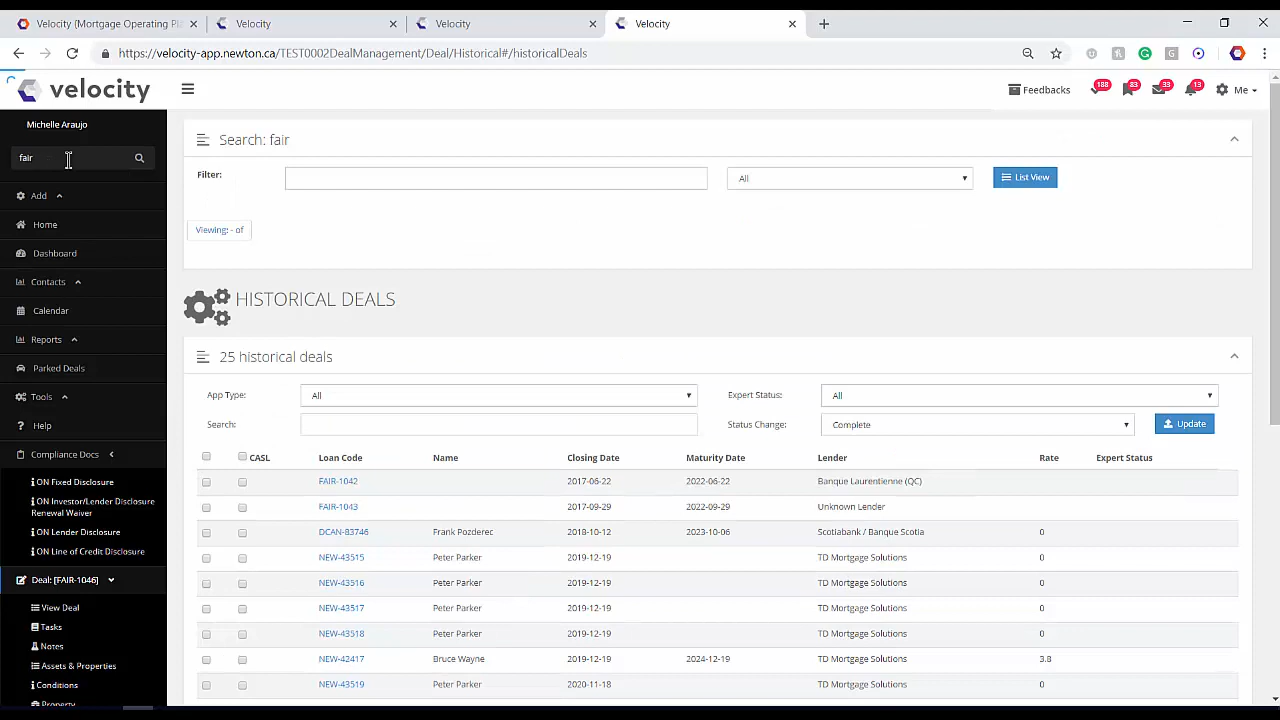 Velocity (Mortgage Operating Pla
Velocity
Velocity
Velocity
https://velocity-app.newton.ca/TEST0002DealManagement/Deal/Historical#/historicalDeals
velocity
Feedbacks
188
83
33
13
Me
Michelle Araujo
fair
Add
Home
Dashboard
Contacts
Calendar
Reports
Parked Deals
Tools
Help
Compliance Docs
ON Fixed Disclosure
ON Investor/Lender Disclosure
Renewal Waiver
ON Lender Disclosure
ON Line of Credit Disclosure
Deal: [FAIR-1046]
View Deal
Tasks
Notes
Assets & Properties
Conditions
Property
Search: fair
Filter:
All
List View
Viewing: - of
HISTORICAL DEALS
25 historical deals
App Type: All Expert Status: All
Search: Status Change: Complete Update
CASL Loan Code Name Closing Date Maturity Date Lender Rate Expert Status
FAIR-1042 2017-06-22 2022-06-22 Banque Laurentienne (QC)
FAIR-1043 2017-09-29 2022-09-29 Unknown Lender
DCAN-83746 Frank Pozderec 2018-10-12 2023-10-06 Scotiabank / Banque Scotia 0
NEW-43515 Peter Parker 2019-12-19 TD Mortgage Solutions 0
NEW-43516 Peter Parker 2019-12-19 TD Mortgage Solutions 0
NEW-43517 Peter Parker 2019-12-19 TD Mortgage Solutions 0
NEW-43518 Peter Parker 2019-12-19 TD Mortgage Solutions 0
NEW-42417 Bruce Wayne 2019-12-19 2024-12-19 TD Mortgage Solutions 3.8
NEW-43519 Peter Parker 2020-11-18 TD Mortgage Solutions 0